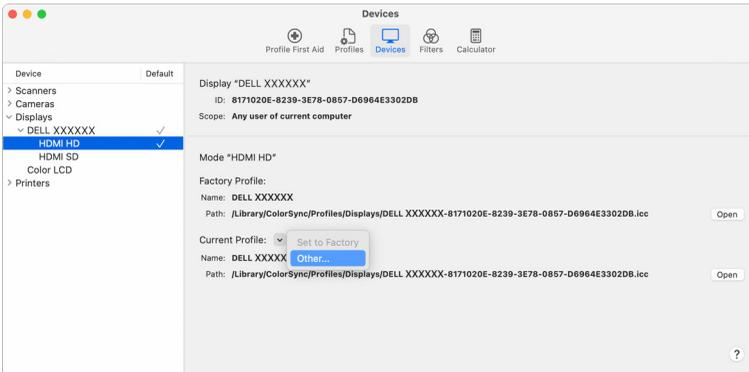 Devices
Profile First Aid Profiles Devices Filters Calculator
Device Default
Scanners
Cameras
Displays
DELL XXXXXX
HDMI HD
HDMI SD
Color LCD
Printers
Display “DELL XXXXXX”
ID: 8171020E-8239-3E78-0857-D6964E3302DB
Scope: Any user of current computer
Mode “HDMI HD”
Factory Profile:
Name: DELL XXXXXX
Path: /Library/ColorSync/Profiles/Displays/DELL XXXXXX-8171020E-8239-3E78-0857-D6964E3302DB.icc Open
Current Profile: Set to Factory
Other...
Name: DELL XXXXX
Path: /Library/ColorSync/Profiles/Displays/DELL XXXXXX-8171020E-8239-3E78-0857-D6964E3302DB.icc Open
?